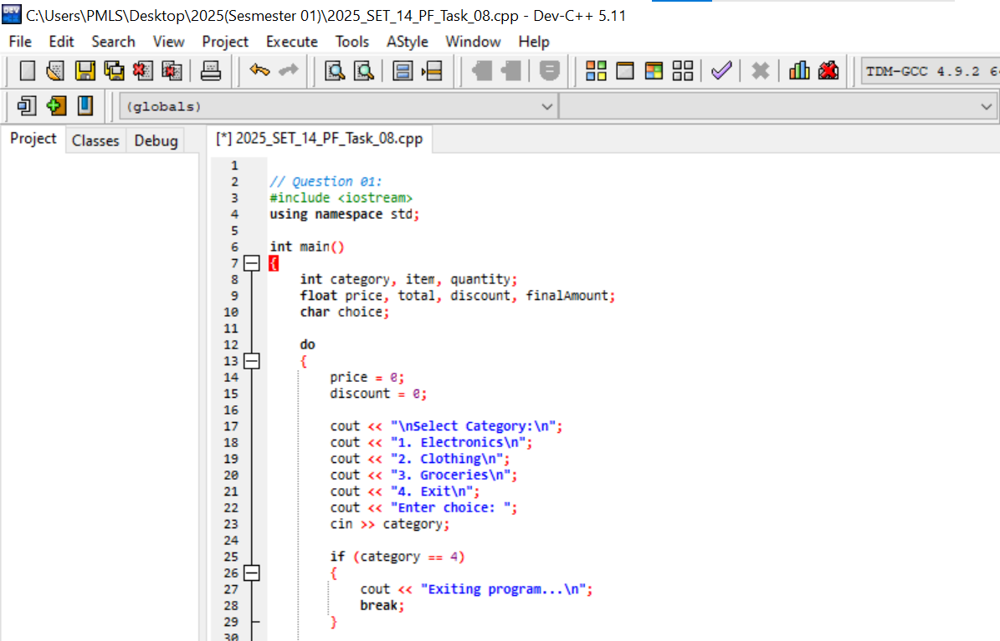 C:\Users\PMLS\Desktop\2025(Sesmester 01)\2025_SET_14_PF_Task_08.cpp - Dev-C++ 5.11
File Edit Search View Project Execute Tools AStyle Window Help
TDM-GCC 4.9.2 64
(globals)
Project Classes Debug [*] 2025_SET_14_PF_Task_08.cpp
1
2 // Question 01:
3 #include <iostream>
4 using namespace std;
5
6 int main()
7 {
8 int category, item, quantity;
9 float price, total, discount, finalAmount;
10 char choice;
11
12 do
13 {
14 price = 0;
15 discount = 0;
16
17 cout << "\nSelect Category:\n";
18 cout << "1. Electronics\n";
19 cout << "2. Clothing\n";
20 cout << "3. Groceries\n";
21 cout << "4. Exit\n";
22 cout << "Enter choice: ";
23 cin >> category;
24
25 if (category == 4)
26 {
27 cout << "Exiting program...\n";
28 break;
29 }
30